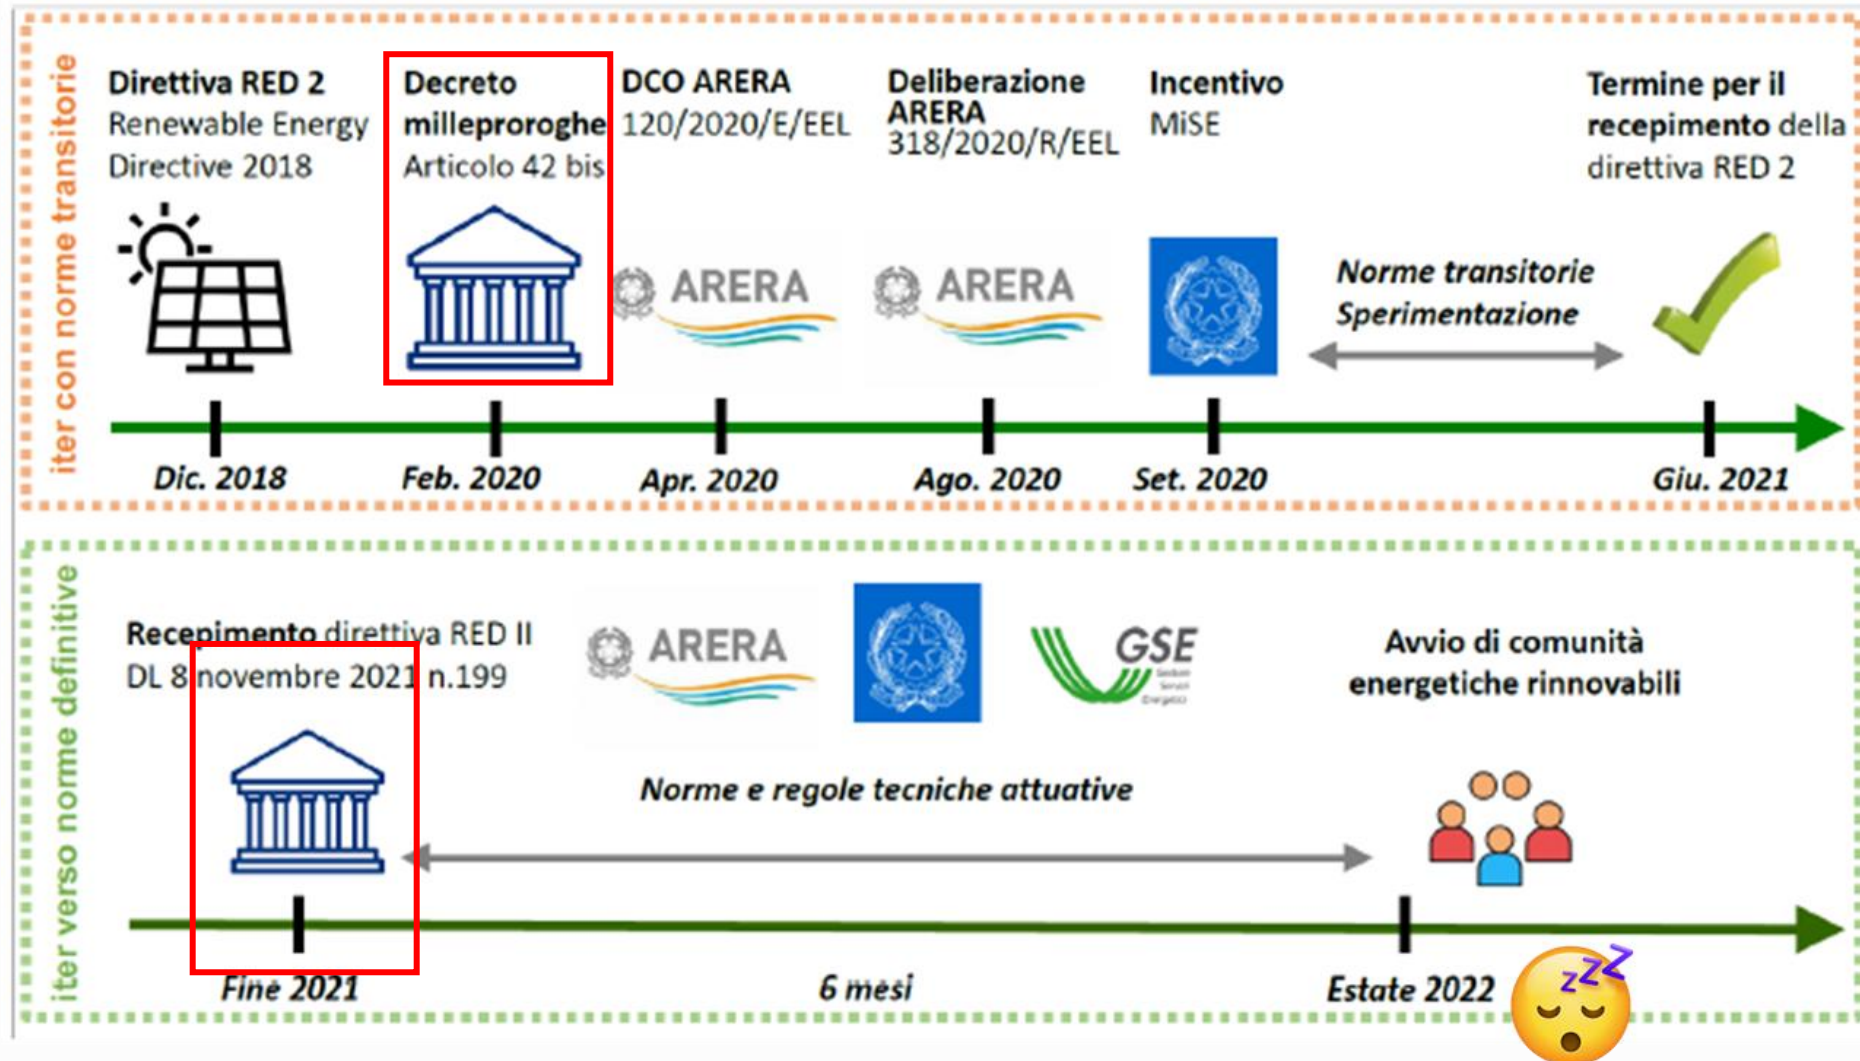 iter con norme transitorie
Direttiva RED 2
Renewable Energy
Directive 2018
Decreto
milleproroghe
Articolo 42 bis
DCO ARERA
120/2020/E/EEL
Deliberazione
ARERA
318/2020/R/EEL
Incentivo
MiSE
Termine per il
recepimento della
direttiva RED 2
ARERA
ARERA
Norme transitorie
Sperimentazione
Dic. 2018
Feb. 2020
Apr. 2020
Ago. 2020
Set. 2020
Giu. 2021
iter verso norme definitive
Recepimento direttiva RED II
DL 8 novembre 2021 n.199
ARERA
GSE
Gestore
Servizi
Energetici
Avvio di comunità
energetiche rinnovabili
Norme e regole tecniche attuative
Fine 2021
6 mesi
Estate 2022
zzZ